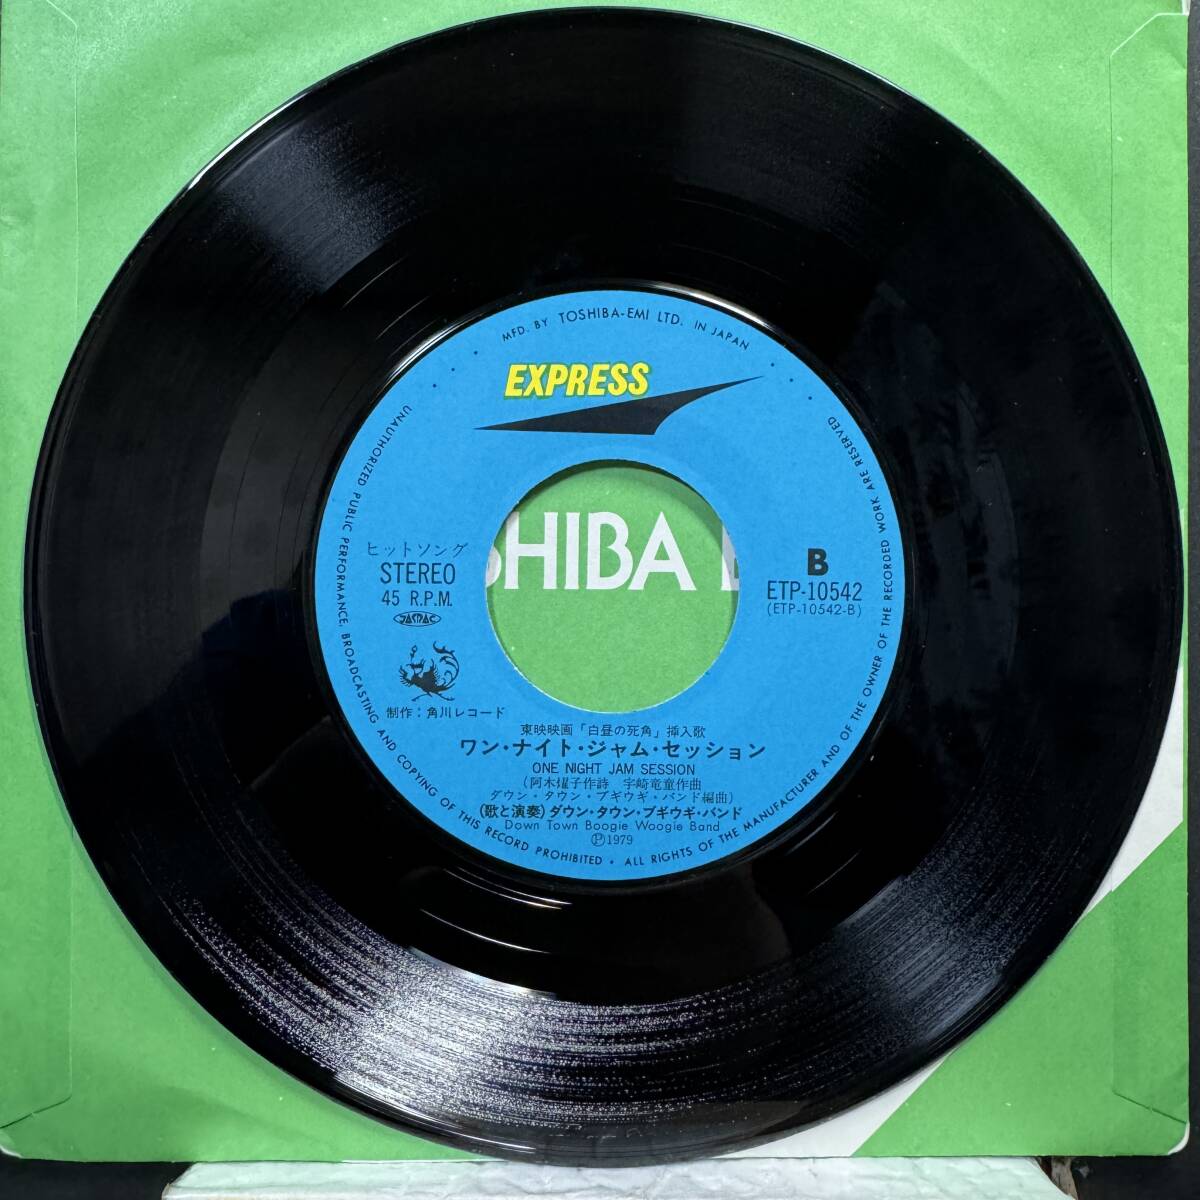 MFD. BY TOSHIBA-EMI LTD. IN JAPAN
EXPRESS
UNAUTHORIZED PUBLIC PERFORMANCE, BROADCASTING AND COPYING OF THIS RECORD PROHIBITED • ALL RIGHTS OF THE MANUFACTURER AND OF THE OWNER OF THE RECORDED WORK ARE RESERVED
SHIBA
ヒットソング
STEREO
45 R.P.M.
JASRAC
制作：角川レコード
B
ETP-10542
(ETP-10542-B)
東映映画「白昼の死角」挿入歌
ワン・ナイト・ジャム・セッション
ONE NIGHT JAM SESSION
(阿木燿子作詩 宇崎竜童作曲
ダウン・タウン・ブギウギ・バンド編曲)
(歌と演奏) ダウン・タウン・ブギウギ・バンド
Down Town Boogie Woogie Band
Ⓟ1979